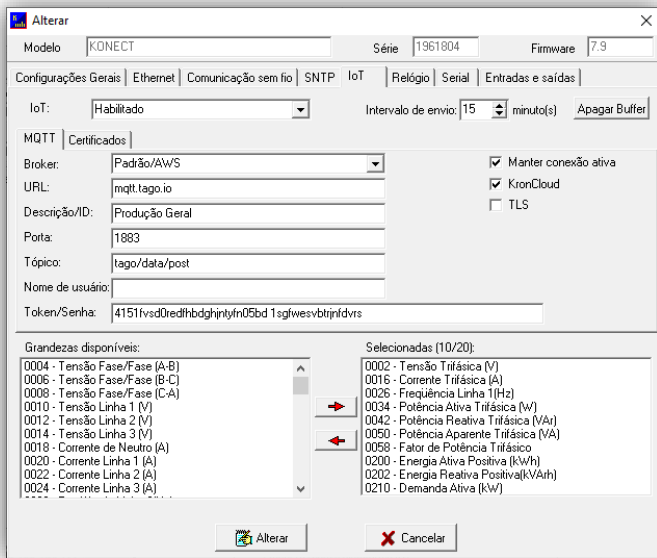 Alterar
Modelo KONECT Série 1961804 Firmware 7.9
Configurações Gerais Ethernet Comunicação sem fio SNTP IoT Relógio Serial Entradas e saídas
IoT: Habilitado Intervalo de envio: 15 minuto(s) Apagar Buffer
MQTT Certificados
Broker: Padrão/AWS Manter conexão ativa
URL: mqtt.tago.io KronCloud
Descrição/ID: Produção Geral TLS
Porta: 1883
Tópico: tago/data/post
Nome de usuário:
Token/Senha: 4151fvsd0redfhbdghjntyfn05bd 1sgfwesvbtrjnfdvrs
Grandezas disponíveis:
0004 - Tensão Fase/Fase (A-B)
0006 - Tensão Fase/Fase (B-C)
0008 - Tensão Fase/Fase (C-A)
0010 - Tensão Linha 1 (V)
0012 - Tensão Linha 2 (V)
0014 - Tensão Linha 3 (V)
0018 - Corrente de Neutro (A)
0020 - Corrente Linha 1 (A)
0022 - Corrente Linha 2 (A)
0024 - Corrente Linha 3 (A)
Selecionadas (10/20):
0002 - Tensão Trifásica (V)
0016 - Corrente Trifásica (A)
0026 - Freqüência Linha 1(Hz)
0034 - Potência Ativa Trifásica (W)
0042 - Potência Reativa Trifásica (VAr)
0050 - Potência Aparente Trifásica (VA)
0058 - Fator de Potência Trifásico
0200 - Energia Ativa Positiva (kWh)
0202 - Energia Reativa Positiva(kVArh)
0210 - Demanda Ativa (kW)
Alterar Cancelar